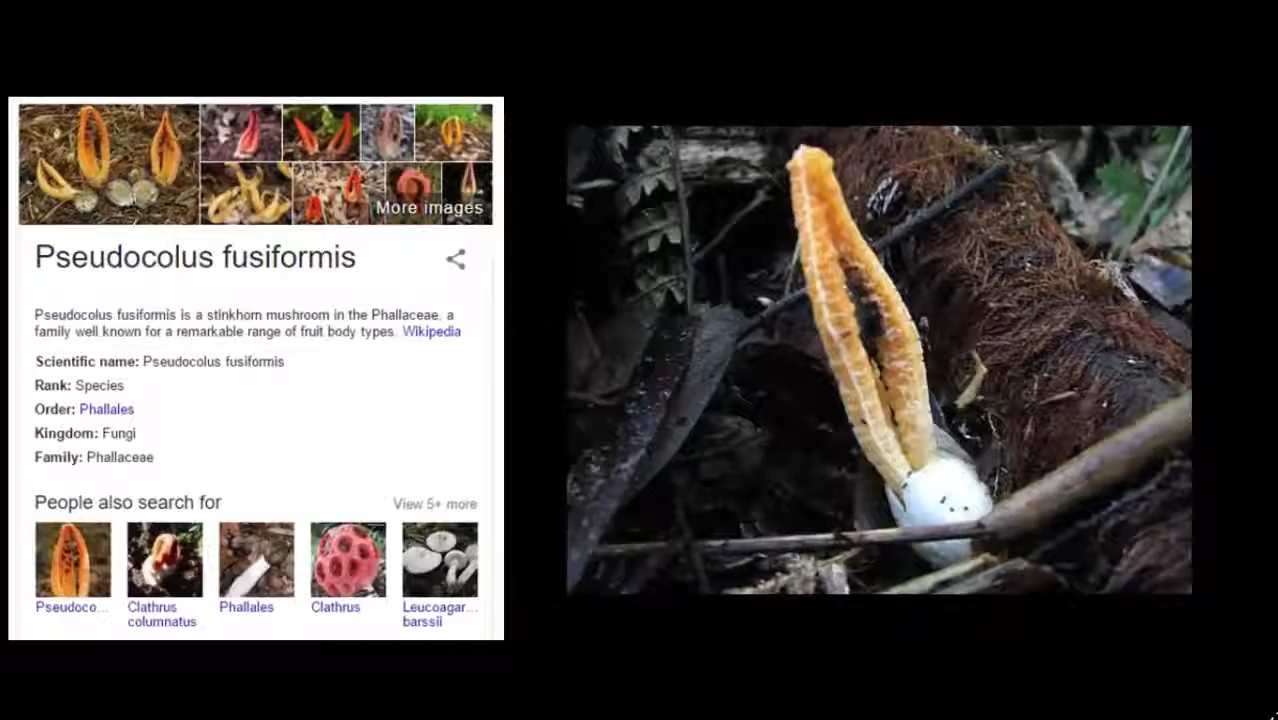 More images
Pseudocolus fusiformis
Pseudocolus fusiformis is a stinkhorn mushroom in the Phallaceae, a
family well known for a remarkable range of fruit body types. Wikipedia
Scientific name: Pseudocolus fusiformis
Rank: Species
Order: Phallales
Kingdom: Fungi
Family: Phallaceae
People also search for
View 5+ more
Pseudoco...
Clathrus
columnatus
Phallales
Clathrus
Leucoagar...
barssii